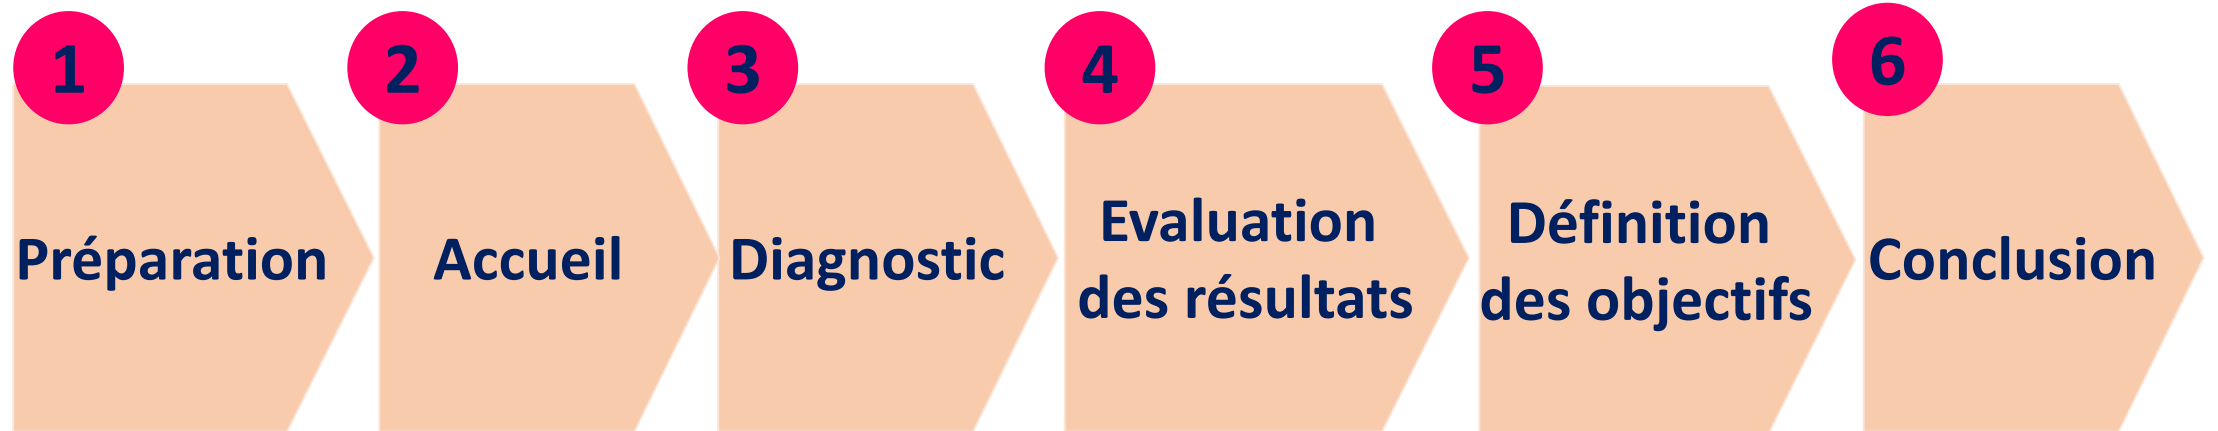 1
Préparation
2
Accueil
3
Diagnostic
4
Evaluation
des résultats
5
Définition
des objectifs
6
Conclusion